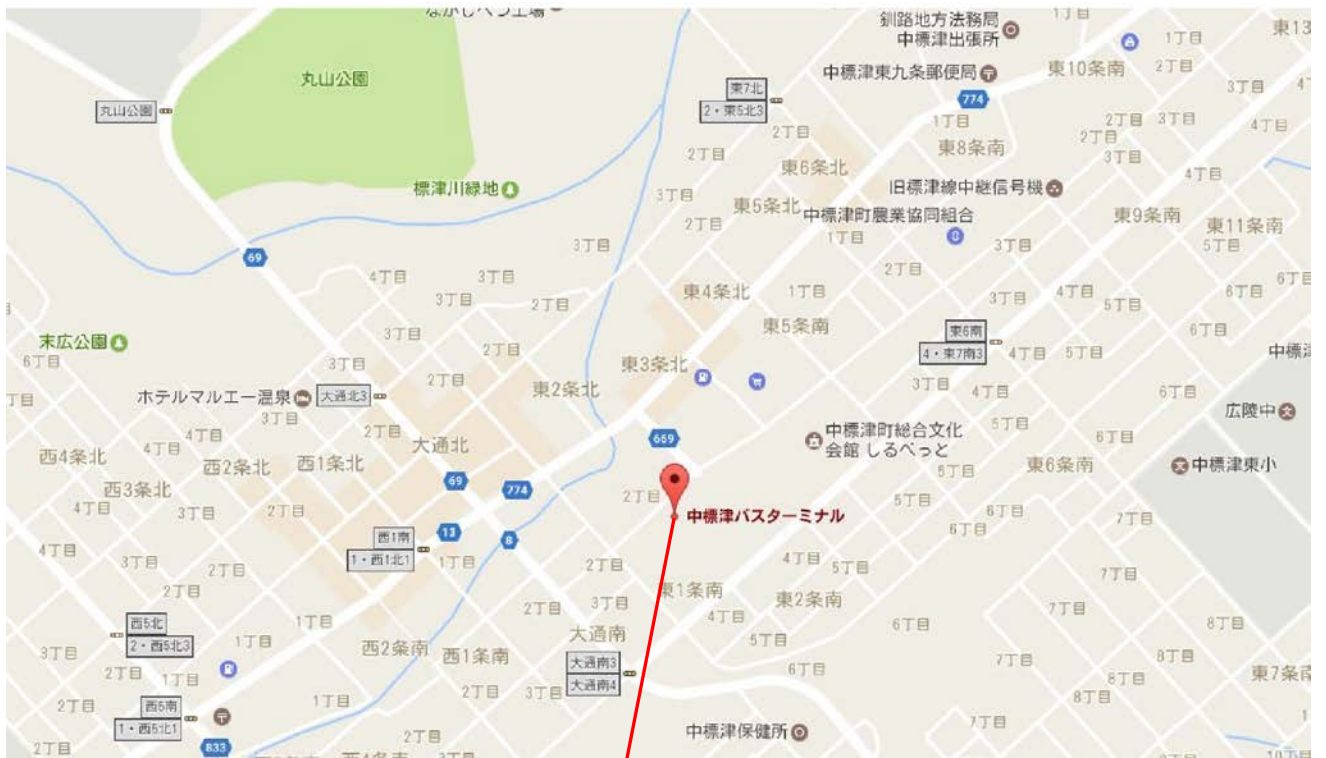 釧路地方法務局
中標津出張所
1丁目
東13
丸山公園
中標津東九条郵便局
東10条南
1丁目
2丁目
3丁目
丸山公園
東7北
2・東5北3
774
1丁目
2丁目
3丁目
4丁目
2丁目
2丁目
東8条南
3丁目
2丁目
東6条北
4丁目
標津川緑地
3丁目
東5条北
旧標津線中継信号機
中標津町農業協同組合
東9条南
東11条南
2丁目
1丁目
3丁目
5丁目
3丁目
69
2丁目
4丁目
3丁目
6丁目
6丁目
3丁目
2丁目
東4条北
1丁目
3丁目
4丁目
5丁目
東5条南
東6南
4・東7南3
6丁目
末広公園
6丁目
3丁目
2丁目
4丁目
5丁目
3丁目
東3条北
東2条北
3丁目
4丁目
6丁目
ホテルマルエー温泉
大通北3
2丁目
広陵中
3丁目
4丁目
2丁目
大通北
669
中標津町総合文化
会館 しるべっと
5丁目
6丁目
西4条北
4丁目
西2条北
西1条北
5丁目
東6条南
中標津東小
西3条北
69
774
2丁目
4丁目
3丁目
2丁目
中標津バスターミナル
5丁目
6丁目
7丁目
6丁目
西1南
1・西1北1
13
8
4丁目
3丁目
2丁目
1丁目
2丁目
4丁目
5丁目
7丁目
2丁目
東1条南
東2条南
2丁目
3丁目
4丁目
7丁目
西5北
2・西5北3
1丁目
1丁目
大通南
6丁目
8丁目
3丁目
西2条南
西1条南
5丁目
大通南3
大通南4
7丁目
8丁目
2丁目
1丁目
6丁目
東7条南
2丁目
3丁目
8丁目
8丁目
2丁目
西5南
1・西5北1
1丁目
7丁目
中標津保健所
2丁目
833
2丁目
3丁目